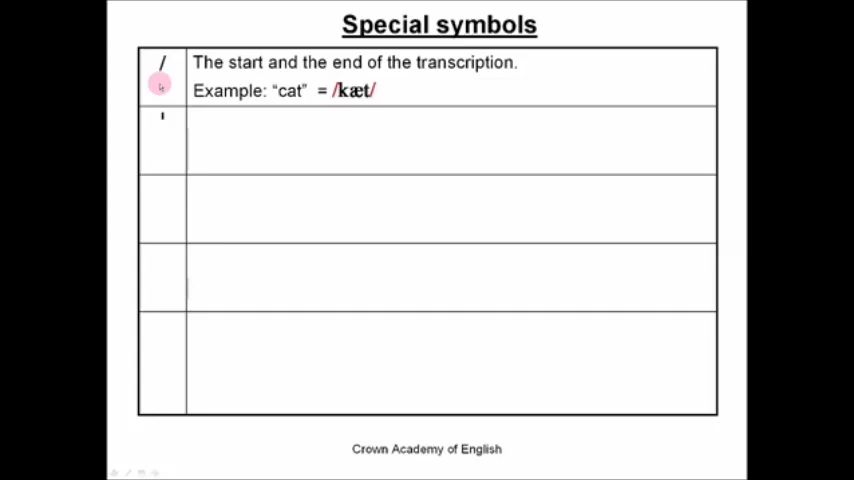 Special symbols
/ The start and the end of the transcription.
Example: “cat” = /kæt/
ˈ
Crown Academy of English